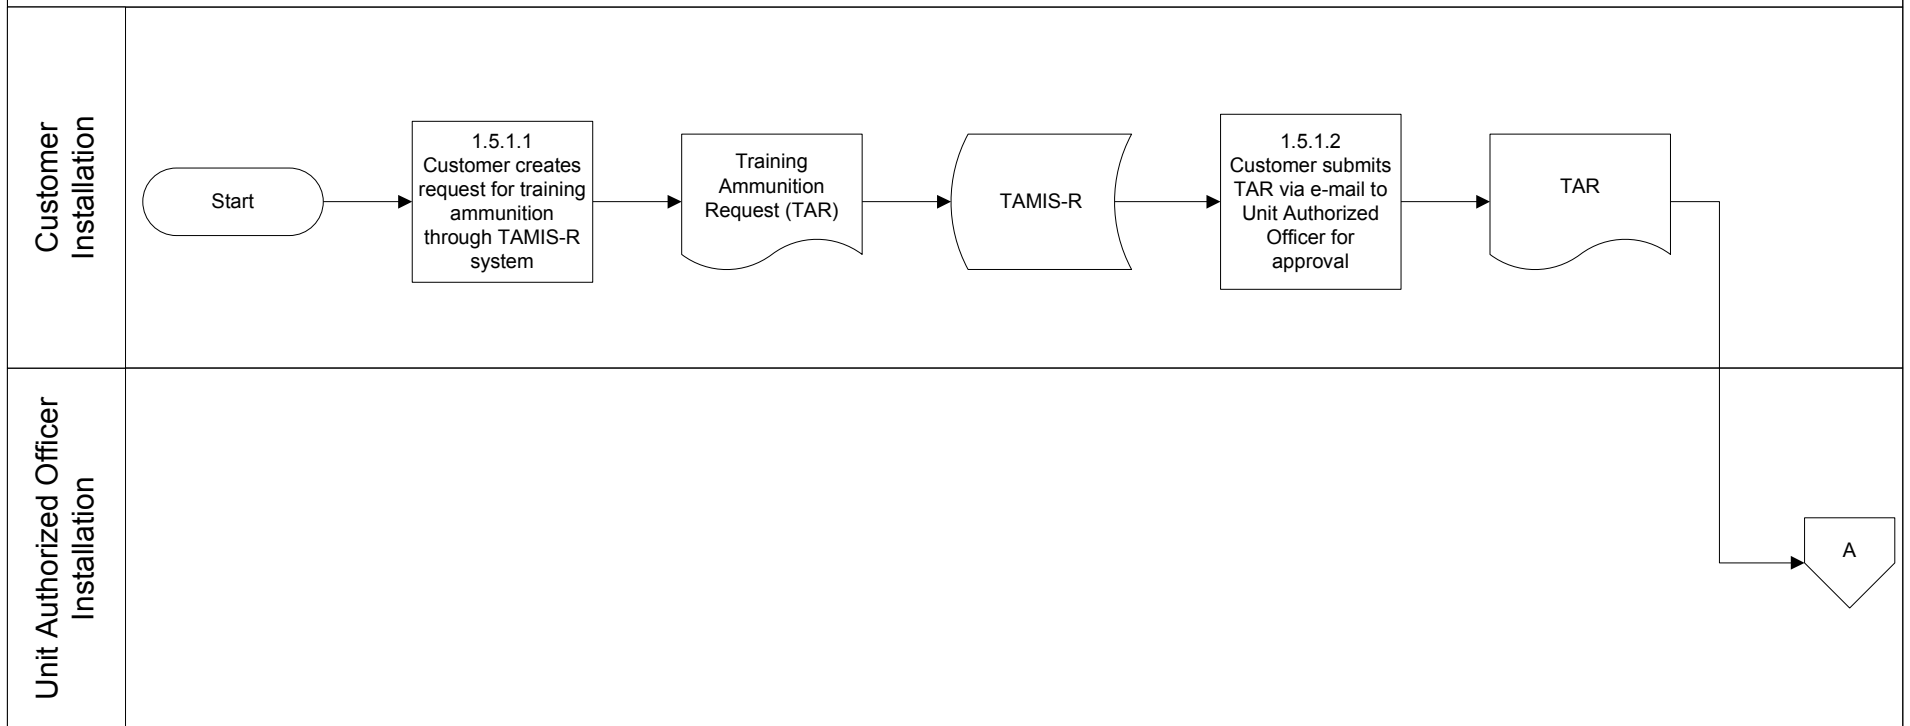 Customer
Installation
Start
1.5.1.1
Customer creates
request for training
ammunition
through TAMIS-R
system
Training
Ammunition
Request (TAR)
TAMIS-R
1.5.1.2
Customer submits
TAR via e-mail to
Unit Authorized
Officer for
approval
TAR
Unit Authorized Officer
Installation
A